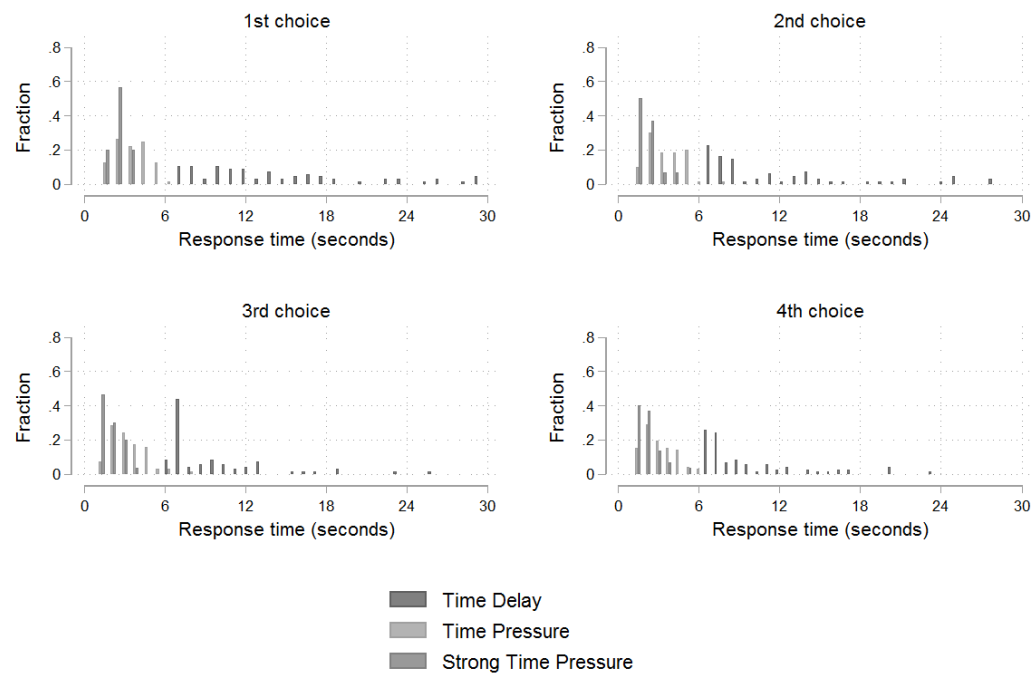 1st choice
.8
.6
.4
.2
0
Fraction
0 6 12 18 24 30
Response time (seconds)
2nd choice
.8
.6
.4
.2
0
Fraction
0 6 12 18 24 30
Response time (seconds)
3rd choice
.8
.6
.4
.2
0
Fraction
0 6 12 18 24 30
Response time (seconds)
4th choice
.8
.6
.4
.2
0
Fraction
0 6 12 18 24 30
Response time (seconds)
Time Delay
Time Pressure
Strong Time Pressure